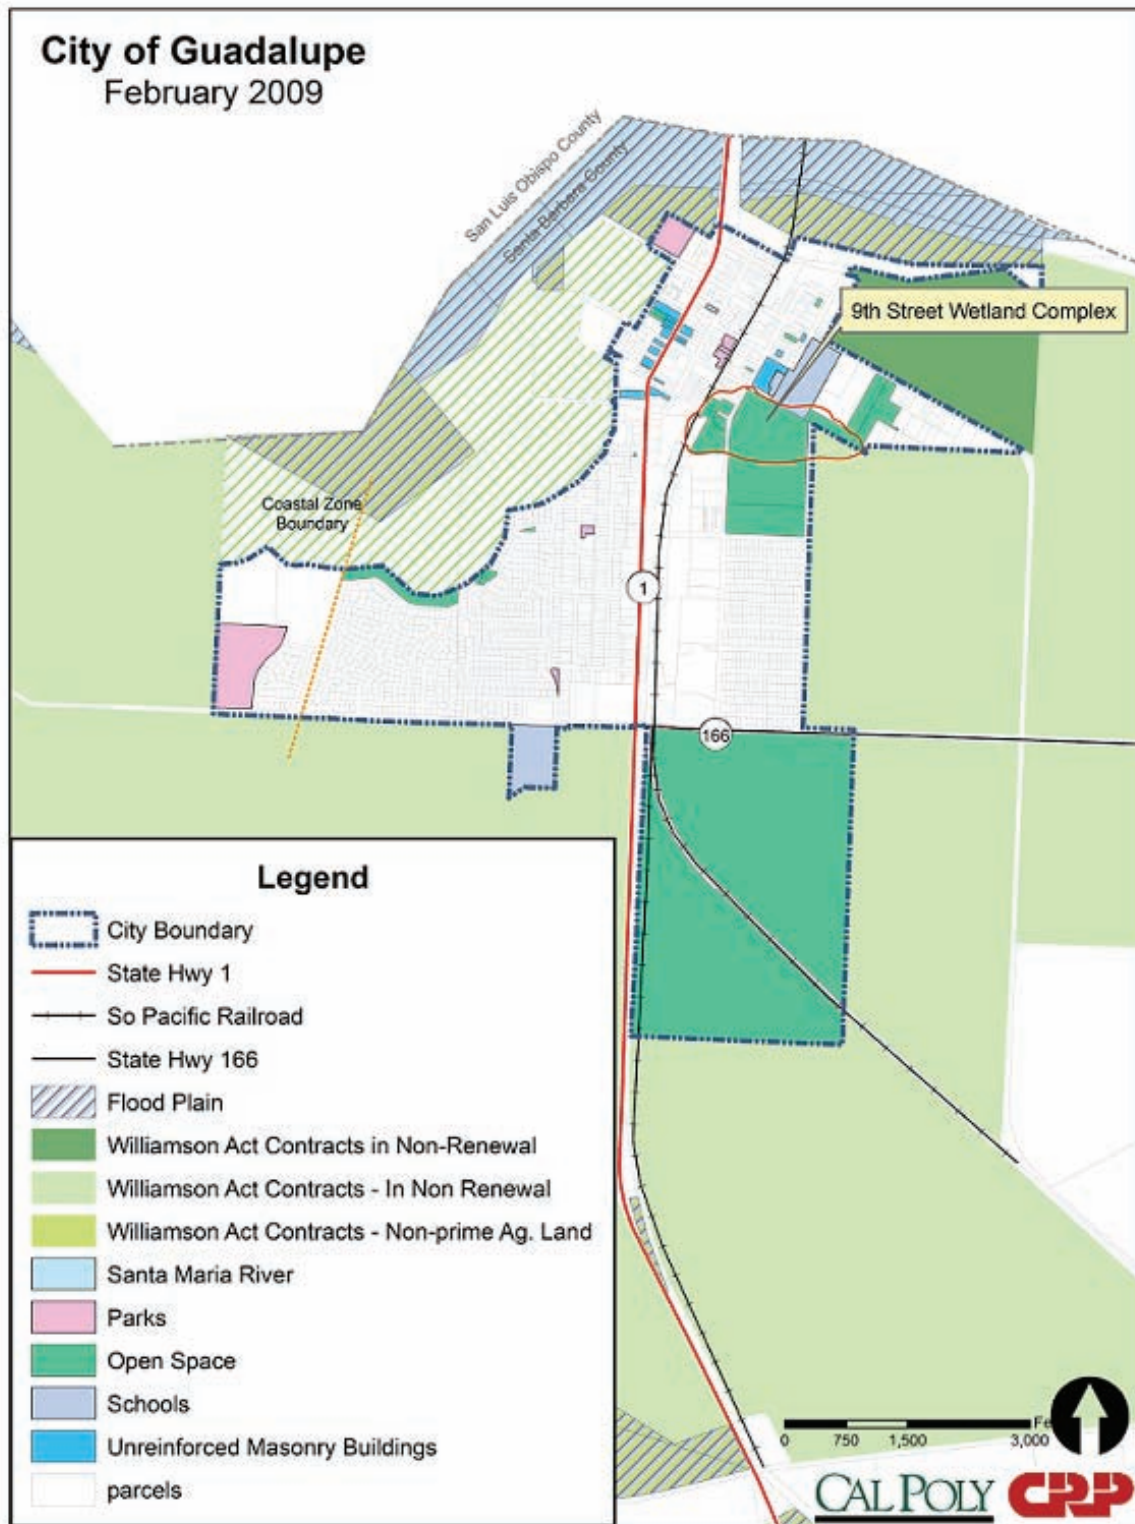 City of Guadalupe
February 2009
San Luis Obispo County
Santa Barbara County
9th Street Wetland Complex
Coastal Zone
Boundary
1
166
Legend
City Boundary
State Hwy 1
So Pacific Railroad
State Hwy 166
Flood Plain
Williamson Act Contracts in Non-Renewal
Williamson Act Contracts - In Non Renewal
Williamson Act Contracts - Non-prime Ag. Land
Santa Maria River
Parks
Open Space
Schools
Unreinforced Masonry Buildings
parcels
0 750 1,500 3,000
CAL POLY CRP